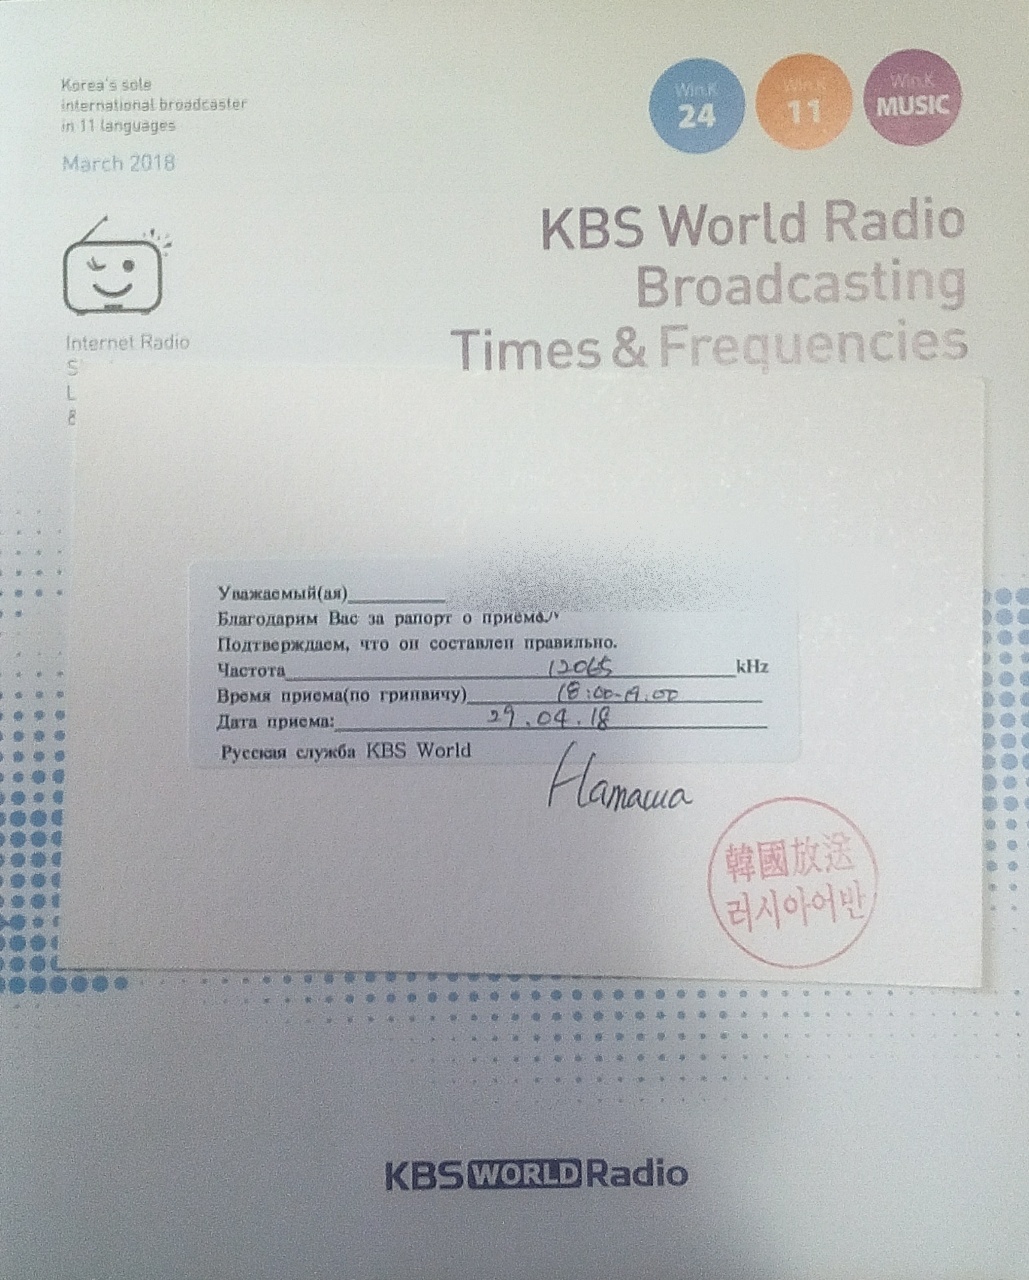 Korea's sole
international broadcaster
in 11 languages
March 2018
Win.K
24
Win.K
11
Win.K
MUSIC
KBS World Radio
Broadcasting
Times & Frequencies
Internet Radio
S
L
&
Уважаемый(ая)
Благодарим Вас за рапорт о приёме.
Подтверждаем, что он составлен правильно.
Частота 12065 kHz
Время приема(по гринвичу) 18:00-19:00
Дата приема: 29.04.18
Русская служба KBS World
Наташа
韓國放送
러시아어반
KBS WORLD Radio